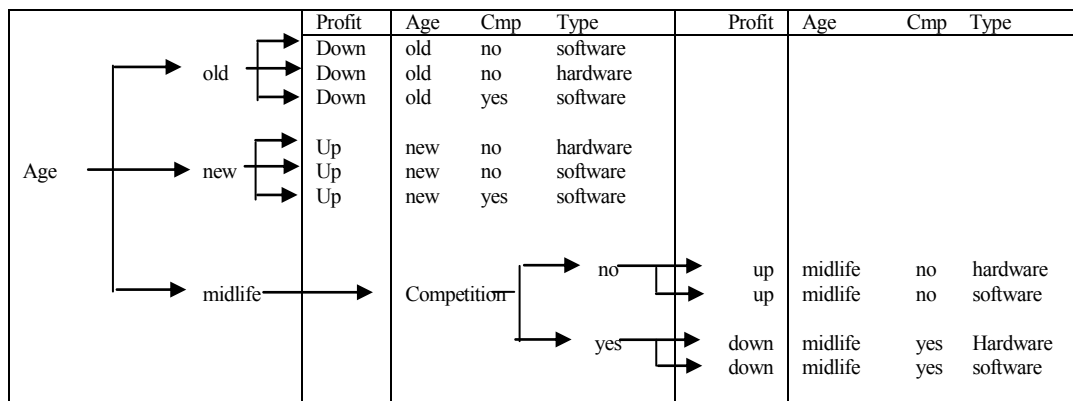 Profit Age Cmp Type Profit Age Cmp Type
Down old no software
old Down old no hardware
Down old yes software
Up new no hardware
Age new Up new no software
Up new yes software
no up midlife no hardware
midlife Competition up midlife no software
yes down midlife yes Hardware
down midlife yes software